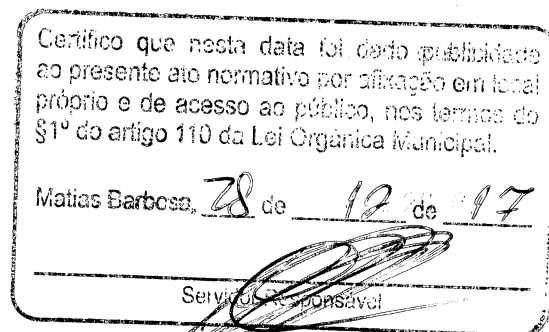 Certifico que nesta data foi dado publicidade
ao presente ato normativo por afixação em local
próprio e de acesso ao público, nos termos do
§1º do artigo 110 da Lei Orgânica Municipal.
Matias Barbosa, 28 de 12 de 17
Servidor Responsável